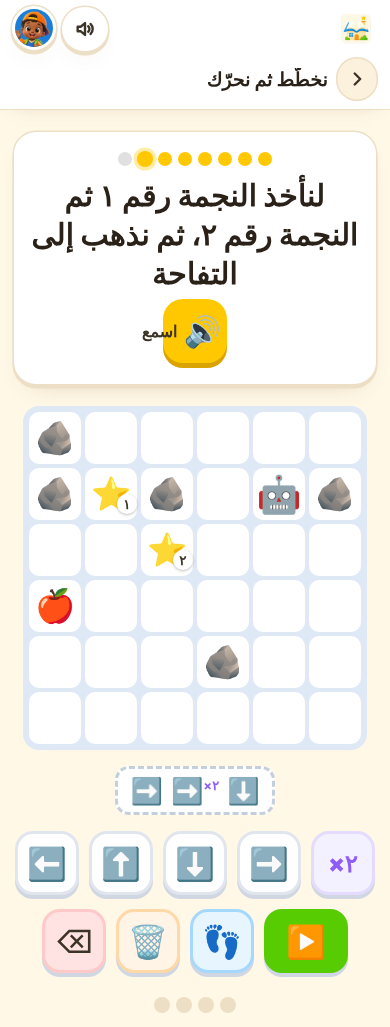 نخطّط ثم نحرّك
لنأخذ النجمة رقم ١ ثم
النجمة رقم ٢، ثم نذهب إلى
التفاحة
اسمع
١
٢
×٢
×٢